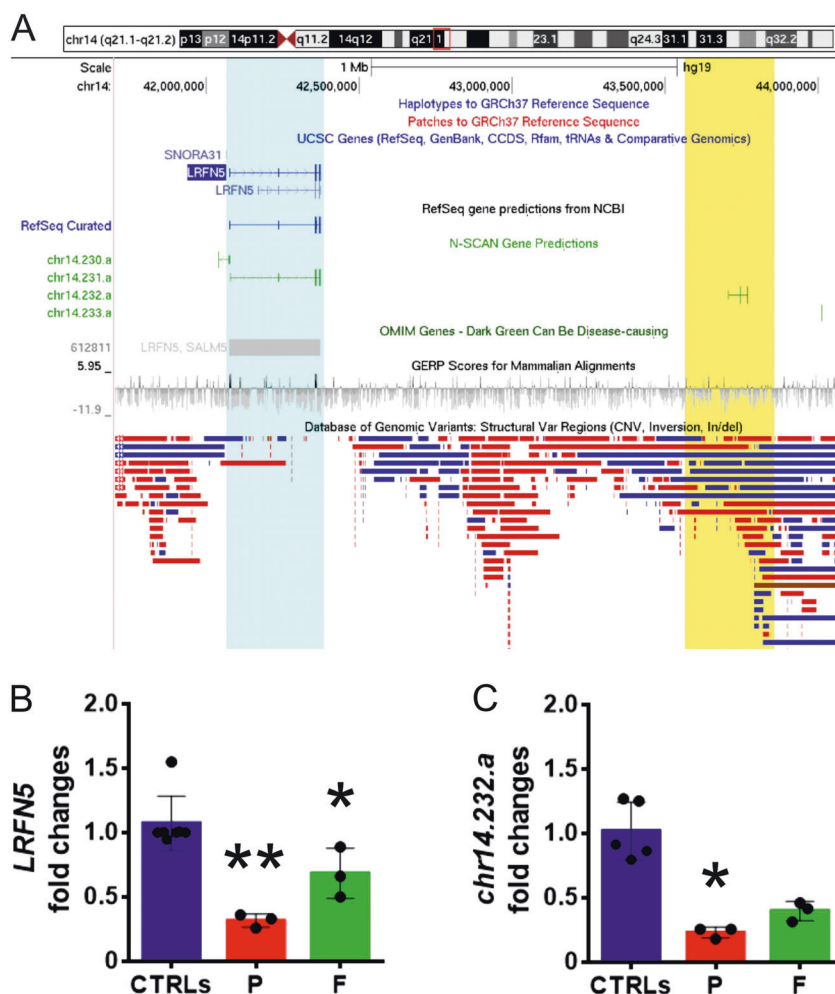 A
chr14 (q21.1-q21.2) p13 p12 14p11.2 q11.2 14q12 q21 1 23.1 q24.3 31.1 31.3 q32.2
Scale 1 Mb hg19
chr14: 42,000,000 42,500,000 43,000,000 43,500,000 44,000,000
Haplotypes to GRCh37 Reference Sequence
Patches to GRCh37 Reference Sequence
UCSC Genes (RefSeq, GenBank, CCDS, Rfam, tRNAs & Comparative Genomics)
SNORA31
LRFN5
LRFN5
RefSeq gene predictions from NCBI
RefSeq Curated
N-SCAN Gene Predictions
chr14.230.a
chr14.231.a
chr14.232.a
chr14.233.a
OMIM Genes - Dark Green Can Be Disease-causing
612811 LRFN5, SALM5
5.95 _ GERP Scores for Mammalian Alignments
-11.9 _
Database of Genomic Variants: Structural Var Regions (CNV, Inversion, In/del)
B
LRFN5
fold changes
2.0
1.5
1.0
0.5
0
*
**
CTRLs P F
C
chr14.232.a
fold changes
2.0
1.5
1.0
0.5
0
*
CTRLs P F